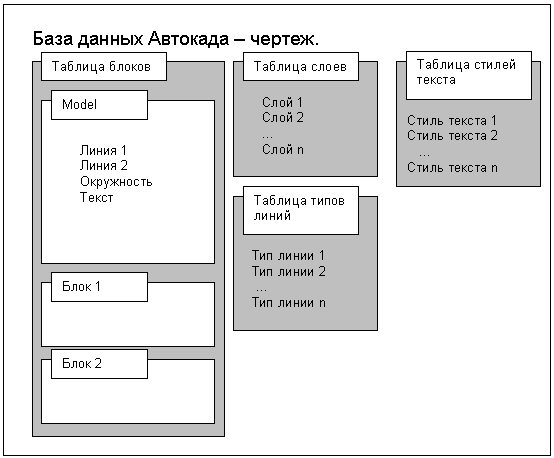 База данных Автокада – чертеж.
Таблица блоков
Model
Линия 1
Линия 2
Окружность
Текст
Блок 1
Блок 2
Таблица слоев
Слой 1
Слой 2
...
Слой n
Таблица типов
линий
Тип линии 1
Тип линии 2
...
Тип линии n
Таблица стилей
текста
Стиль текста 1
Стиль текста 2
...
Стиль текста n